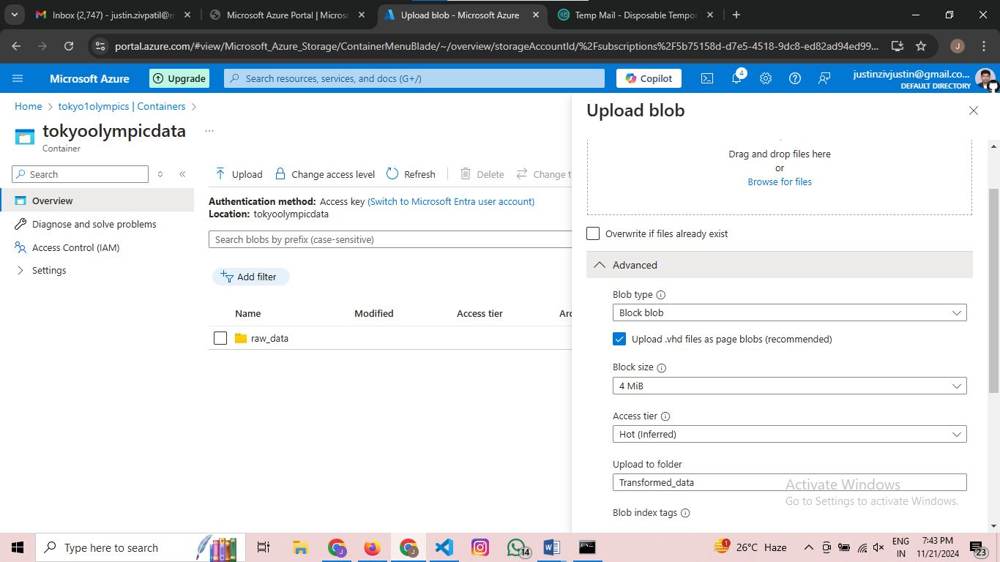 Inbox (2,747) - justin.zivpatil@m
Microsoft Azure Portal | Microso
Upload blob - Microsoft Azure
Temp Mail - Disposable Tempo
portal.azure.com/#view/Microsoft_Azure_Storage/ContainerMenuBlade/~/overview/storageAccountId/%2Fsubscriptions%2F5b75158d-d7e5-4518-9dc8-ed82ad94ed99...
J
Microsoft Azure
Upgrade
Search resources, services, and docs (G+/)
Copilot
4
justinzivjustin@gmail.co...
DEFAULT DIRECTORY
Home > tokyo1olympics | Containers >
tokyoolympicdata
...
Container
Search
Overview
Diagnose and solve problems
Access Control (IAM)
Settings
Upload
Change access level
Refresh
Delete
Change t
Authentication method: Access key (Switch to Microsoft Entra user account)
Location: tokyoolympicdata
Search blobs by prefix (case-sensitive)
Add filter
Name Modified Access tier Arc
raw_data
Upload blob
Drag and drop files here
or
Browse for files
Overwrite if files already exist
Advanced
Blob type
Block blob
Upload .vhd files as page blobs (recommended)
Block size
4 MiB
Access tier
Hot (Inferred)
Upload to folder
Transformed_data
Blob index tags
Activate Windows
Go to Settings to activate Windows.
Type here to search
J
J
14
1
26°C Haze
ENG
IN
7:43 PM
11/21/2024
23